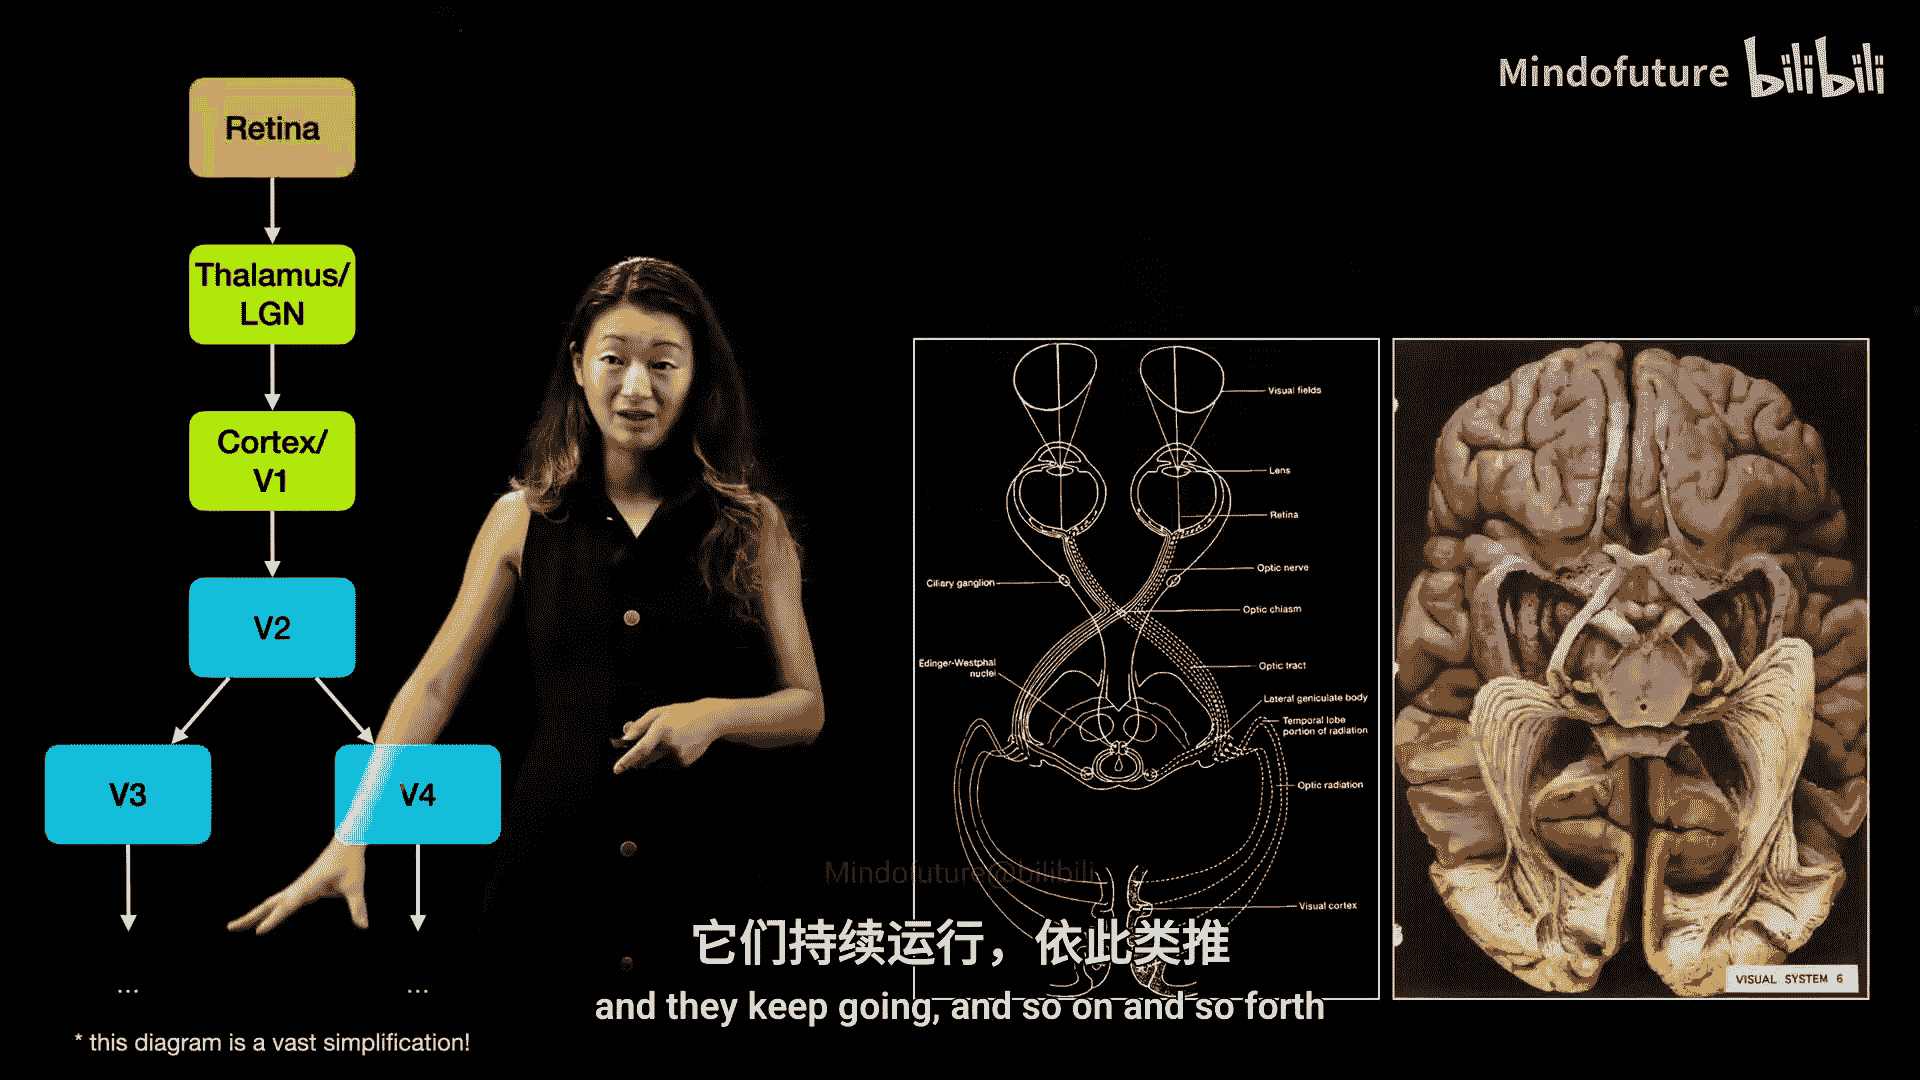 Mindofuture bilibili
Retina
Thalamus/
LGN
Cortex/
V1
V2
V3
V4
...
...
* this diagram is a vast simplification!
Visual fields
Lens
Retina
Optic nerve
Ciliary ganglion
Optic chiasm
Edinger-Westphal
nuclei
Optic tract
Lateral geniculate body
Temporal lobe
portion of radiation
Optic radiation
Visual cortex
VISUAL SYSTEM 6
Mindofuture@bilibili
它们持续运行，依此类推
and they keep going, and so on and so forth